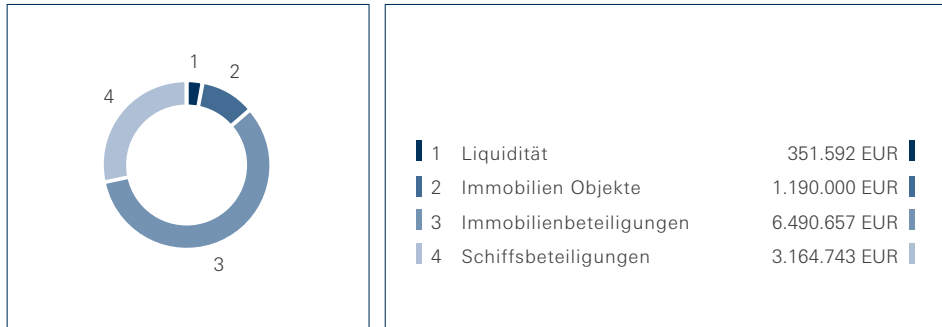 1
2
4
3
1 Liquidität 351.592 EUR
2 Immobilien Objekte 1.190.000 EUR
3 Immobilienbeteiligungen 6.490.657 EUR
4 Schiffsbeteiligungen 3.164.743 EUR